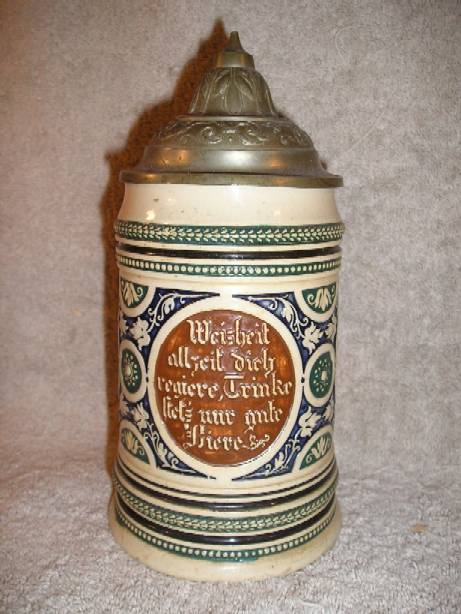 Weisheit
allzeit dich
regiere, Trinke
stets nur gute
Biere